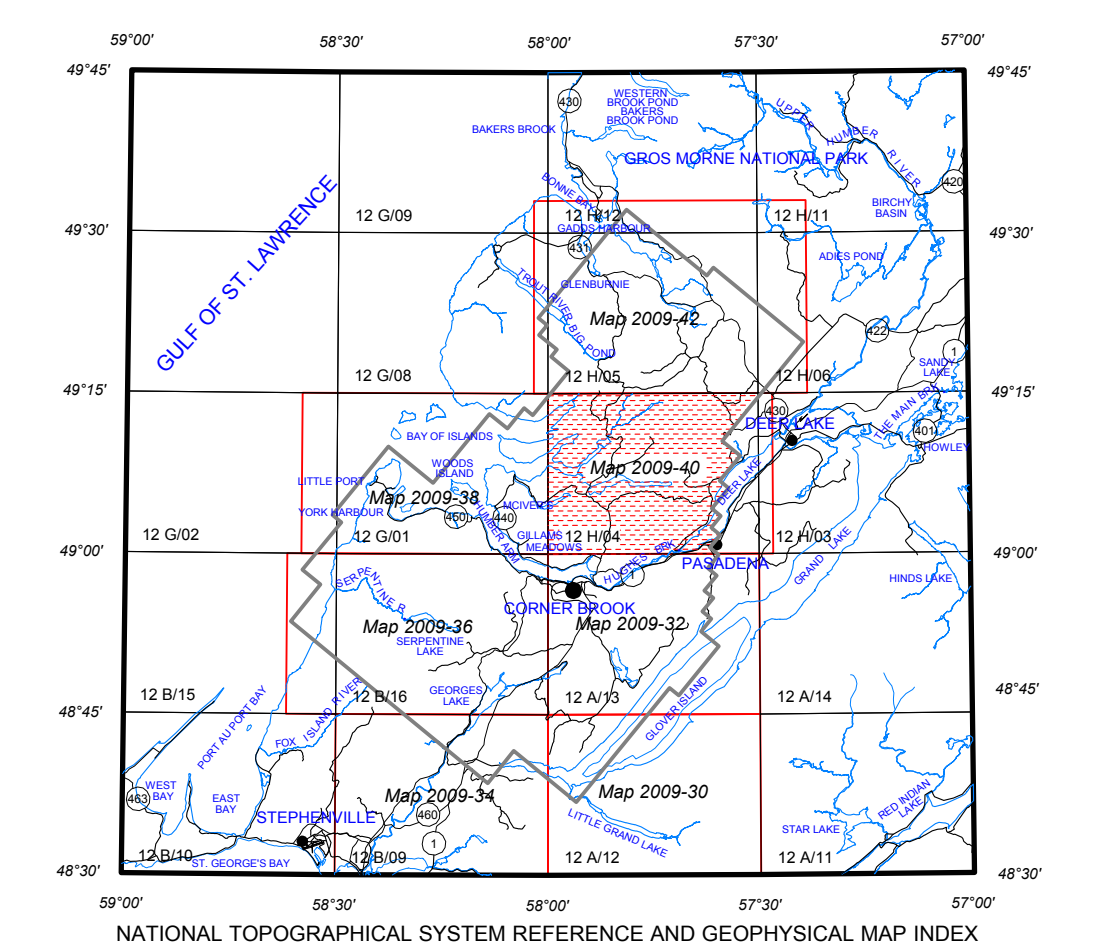 59°00'
58°30'
58°00'
57°30'
57°00'
49°45'
49°45'
430
WESTERN
BROOK POND
BAKERS
BROOK POND
UPPER HUMBER RIVER
BAKERS BROOK
GROS MORNE NATIONAL PARK
420
BONNE BAY
BIRCHY
BASIN
GULF OF ST. LAWRENCE
12 G/09
12 H/12
12 H/11
49°30'
GADDS HARBOUR
49°30'
431
ADIES POND
TROUT RIVER BIG POND
GLENBURNIE
Map 2009-42
422
1
SANDY
LAKE
12 G/08
12 H/05
12 H/06
49°15'
49°15'
THE MAIN BRK
430
DEER LAKE
401
BAY OF ISLANDS
HOWLEY
WOODS
ISLAND
Map 2009-40
DEER LAKE
LITTLE PORT
Map 2009-38
YORK HARBOUR
450
440
MCIVERS
HUMBER ARM
12 G/02
12 G/01
GILLAMS
MEADOWS
12 H/04
12 H/03
49°00'
49°00'
HUGHES BRK
PASADENA
GRAND LAKE
1
HINDS LAKE
SERPENTINE R
CORNER BROOK
Map 2009-36
Map 2009-32
SERPENTINE
LAKE
12 B/15
12 B/16
GEORGES
LAKE
12 A/13
12 A/14
48°45'
48°45'
PORT AU PORT BAY
FOX ISLAND RIVER
GLOVER ISLAND
463
WEST
BAY
EAST
BAY
Map 2009-34
Map 2009-30
RED INDIAN
LAKE
STEPHENVILLE
460
LITTLE GRAND LAKE
STAR LAKE
1
12 B/10
ST. GEORGE'S BAY
12 B/09
12 A/12
12 A/11
48°30'
48°30'
59°00'
58°30'
58°00'
57°30'
57°00'
NATIONAL TOPOGRAPHICAL SYSTEM REFERENCE AND GEOPHYSICAL MAP INDEX